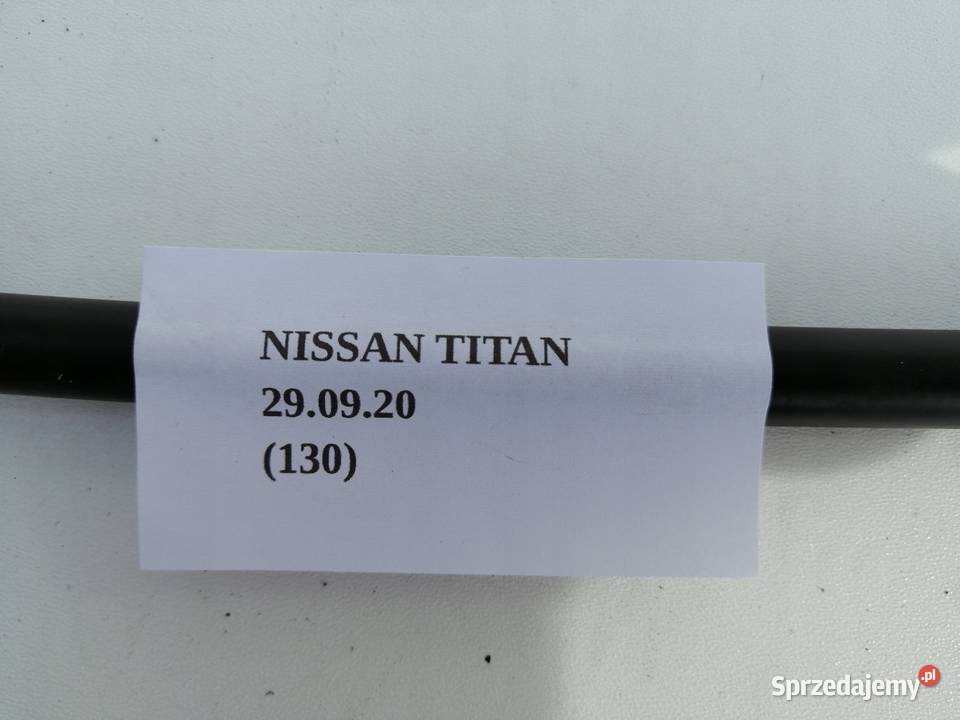 NISSAN TITAN
29.09.20
(130)
Sprzedajemy.pl